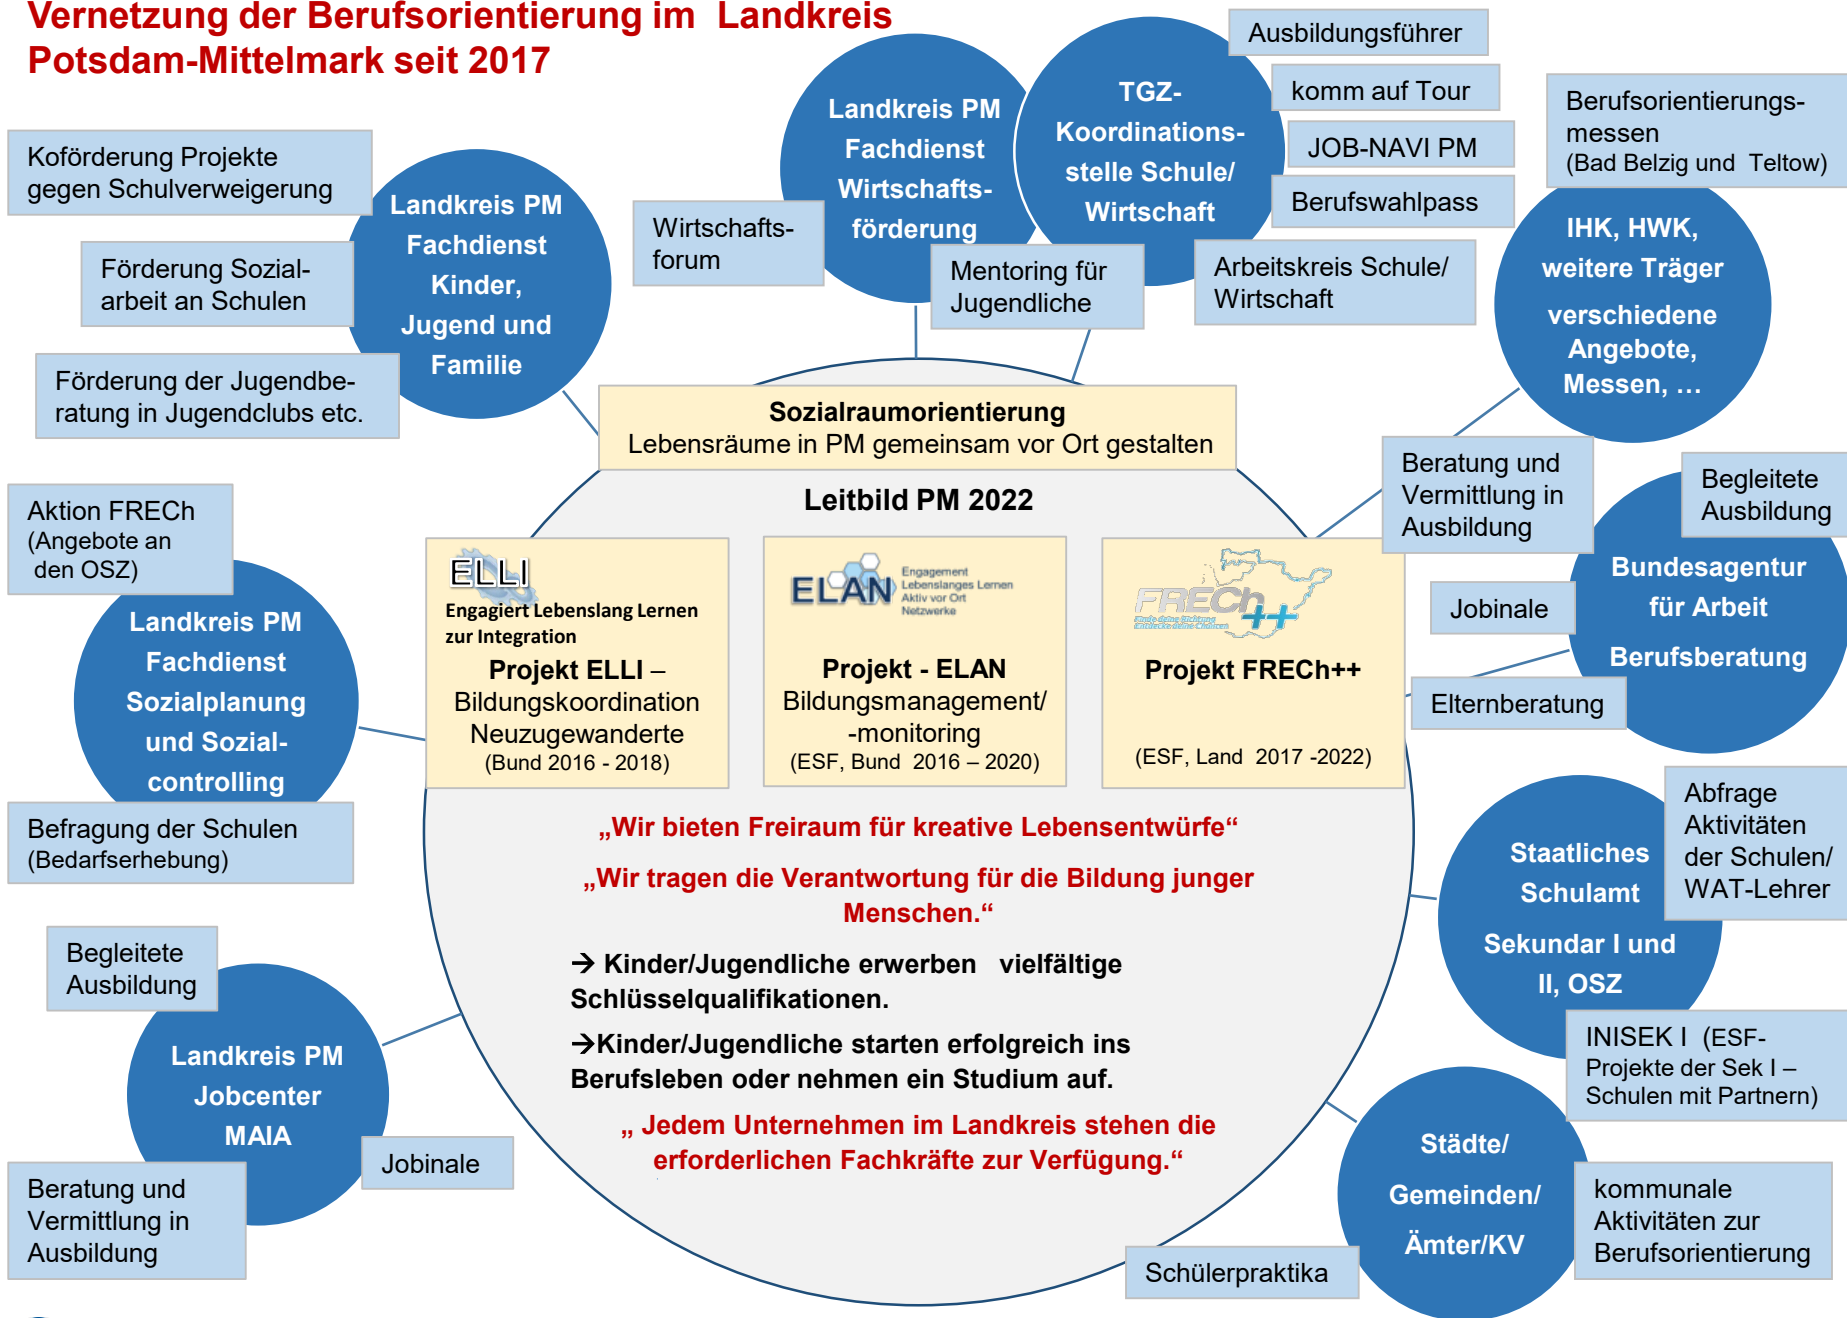 Vernetzung der Berufsorientierung im Landkreis
Potsdam-Mittelmark seit 2017
Koförderung Projekte
gegen Schulverweigerung
Förderung Sozial-
arbeit an Schulen
Förderung der Jugendbe-
ratung in Jugendclubs etc.
Landkreis PM
Fachdienst
Kinder,
Jugend und
Familie
Wirtschafts-
forum
Landkreis PM
Fachdienst
Wirtschafts-
förderung
Mentoring für
Jugendliche
TGZ-
Koordinations-
stelle Schule/
Wirtschaft
Ausbildungsführer
komm auf Tour
JOB-NAVI PM
Berufswahlpass
Arbeitskreis Schule/
Wirtschaft
Berufsorientierungs-
messen
(Bad Belzig und Teltow)
IHK, HWK,
weitere Träger
verschiedene
Angebote,
Messen, …
Sozialraumorientierung
Lebensräume in PM gemeinsam vor Ort gestalten
Leitbild PM 2022
ELLI
Engagiert Lebenslang Lernen
zur Integration
Projekt ELLI –
Bildungskoordination
Neuzugewanderte
(Bund 2016 - 2018)
ELAN
Engagement
Lebenslanges Lernen
Aktiv vor Ort
Netzwerke
Projekt - ELAN
Bildungsmanagement/
-monitoring
(ESF, Bund 2016 – 2020)
FRECh
++
Finde deine Richtung
Entdecke deine Chancen
Projekt FRECh++
(ESF, Land 2017 -2022)
„Wir bieten Freiraum für kreative Lebensentwürfe“
„Wir tragen die Verantwortung für die Bildung junger
Menschen.“
→ Kinder/Jugendliche erwerben vielfältige
Schlüsselqualifikationen.
→Kinder/Jugendliche starten erfolgreich ins
Berufsleben oder nehmen ein Studium auf.
„ Jedem Unternehmen im Landkreis stehen die
erforderlichen Fachkräfte zur Verfügung.“
Aktion FRECh
(Angebote an
den OSZ)
Landkreis PM
Fachdienst
Sozialplanung
und Sozial-
controlling
Befragung der Schulen
(Bedarfserhebung)
Begleitete
Ausbildung
Landkreis PM
Jobcenter
MAIA
Jobinale
Beratung und
Vermittlung in
Ausbildung
Beratung und
Vermittlung in
Ausbildung
Begleitete
Ausbildung
Bundesagentur
für Arbeit
Berufsberatung
Jobinale
Elternberatung
Abfrage
Aktivitäten
der Schulen/
WAT-Lehrer
Staatliches
Schulamt
Sekundar I und
II, OSZ
INISEK I (ESF-
Projekte der Sek I –
Schulen mit Partnern)
Städte/
Gemeinden/
Ämter/KV
kommunale
Aktivitäten zur
Berufsorientierung
Schülerpraktika